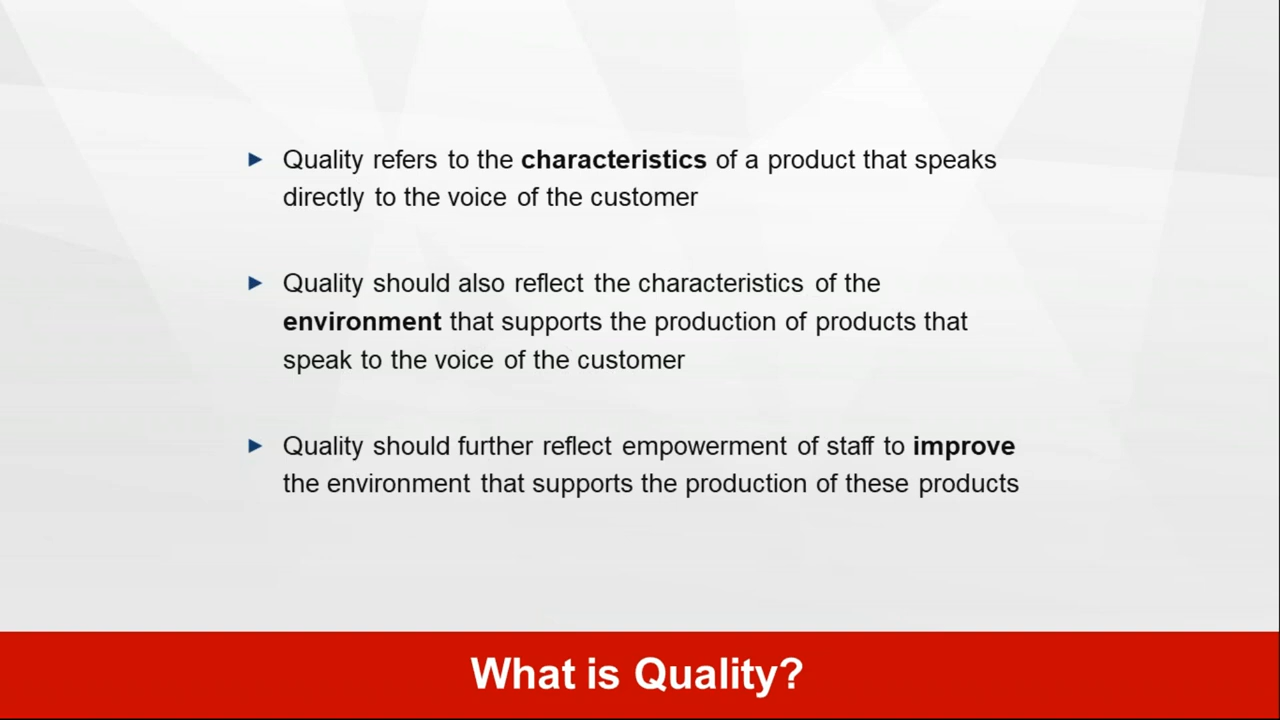 Quality refers to the characteristics of a product that speaks
directly to the voice of the customer
Quality should also reflect the characteristics of the
environment that supports the production of products that
speak to the voice of the customer
Quality should further reflect empowerment of staff to improve
the environment that supports the production of these products
What is Quality?